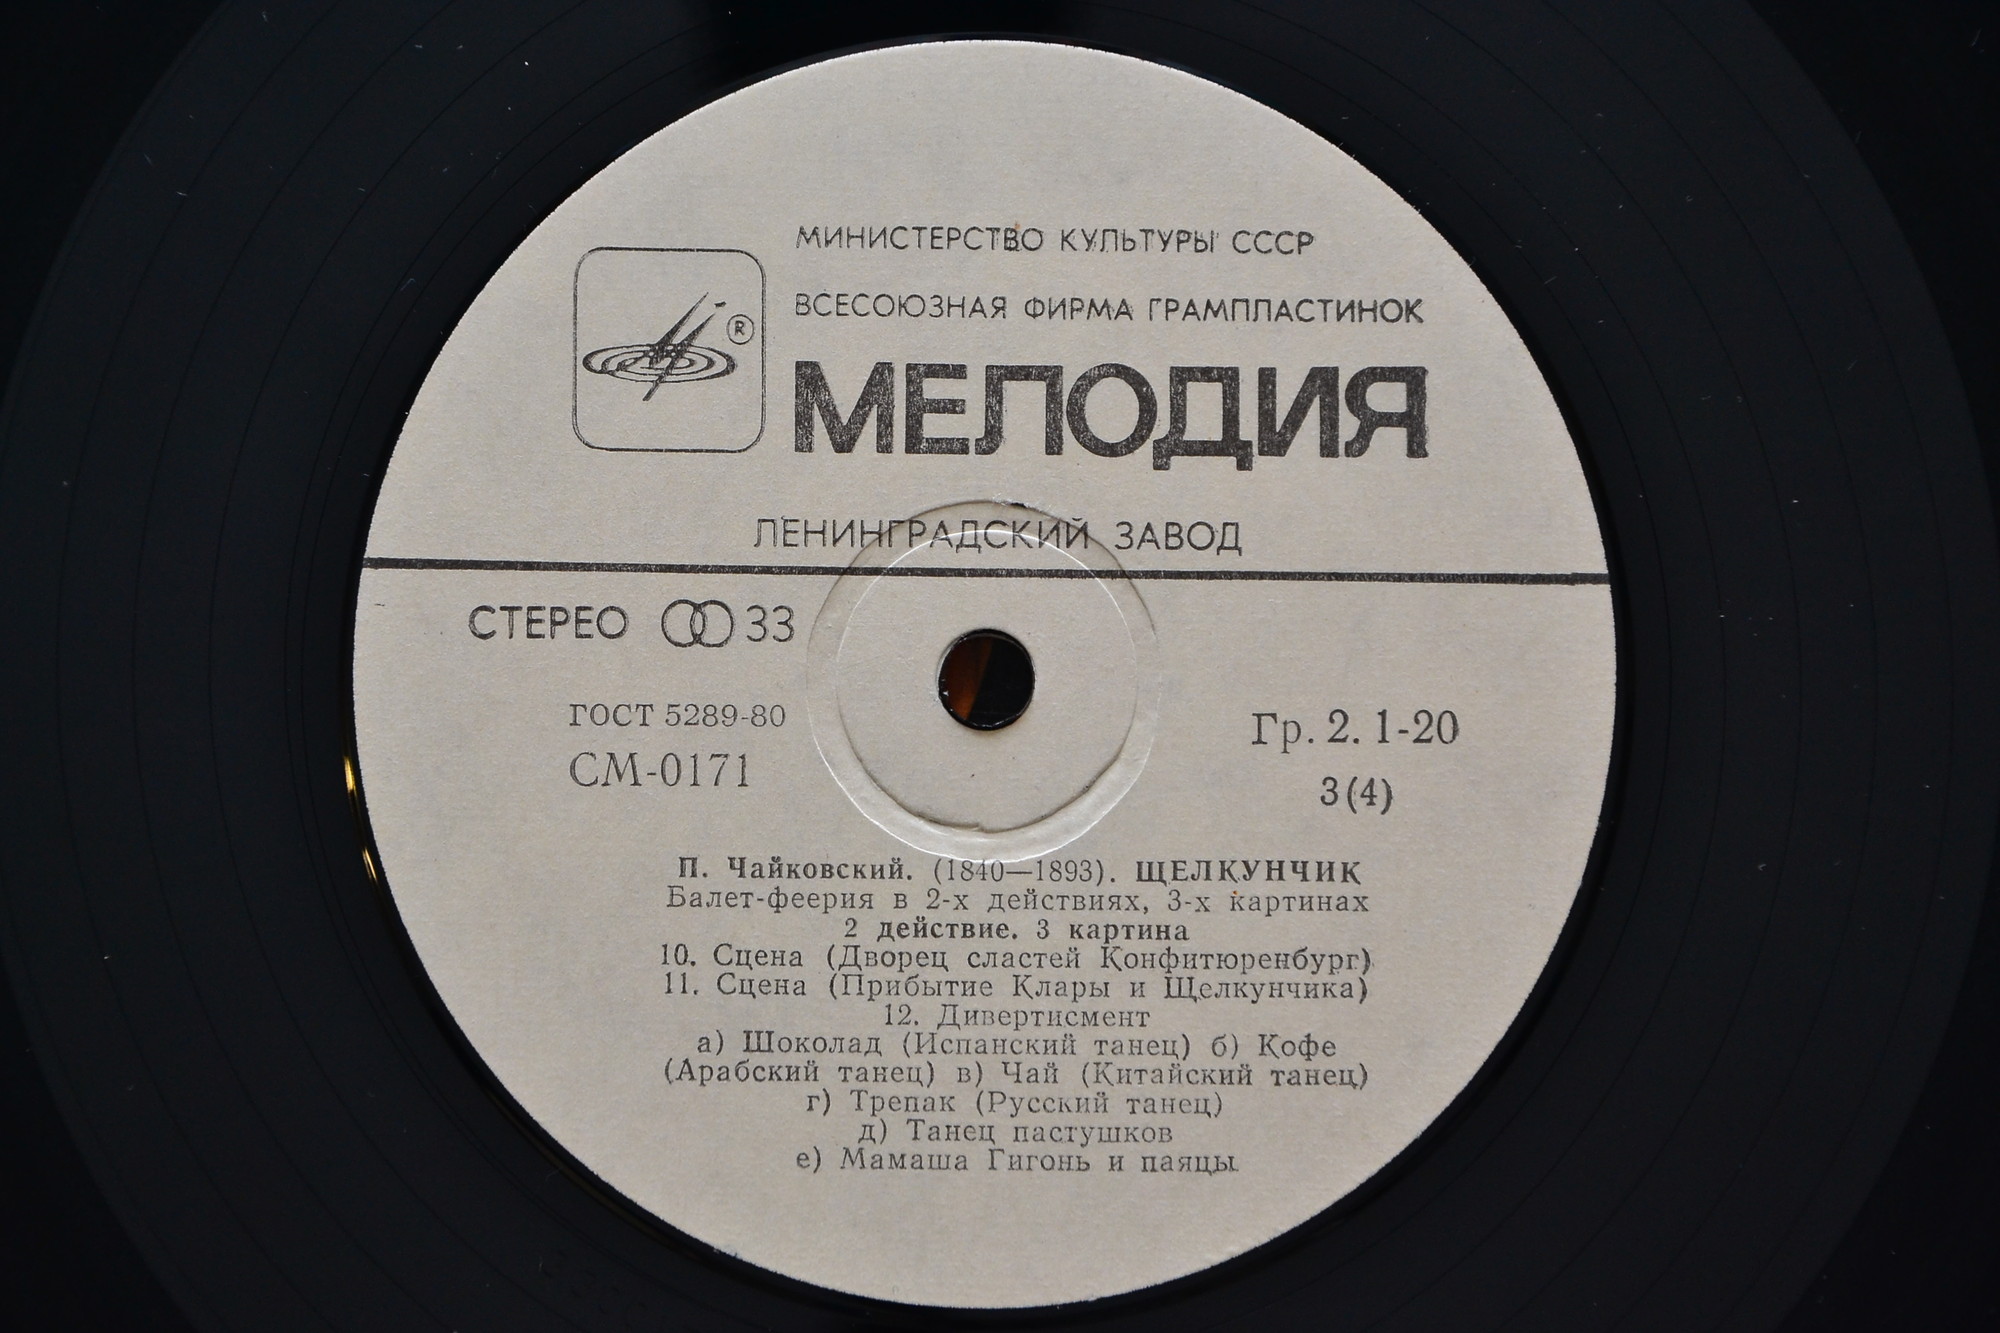 МИНИСТЕРСТВО КУЛЬТУРЫ СССР
ВСЕСОЮЗНАЯ ФИРМА ГРАМПЛАСТИНОК
®
МЕЛОДИЯ
ЛЕНИНГРАДСКИЙ ЗАВОД
СТЕРЕО 33
ГОСТ 5289-80
СМ-0171
Гр. 2. 1-20
3(4)
П. Чайковский. (1840—1893). ЩЕЛКУНЧИК
Балет-феерия в 2-х действиях, 3-х картинах
2 действие. 3 картина
10. Сцена (Дворец сластей Конфитюренбург)
11. Сцена (Прибытие Клары и Щелкунчика)
12. Дивертисмент
а) Шоколад (Испанский танец) б) Кофе
(Арабский танец) в) Чай (Китайский танец)
г) Трепак (Русский танец)
д) Танец пастушков
е) Мамаша Гигонь и паяцы